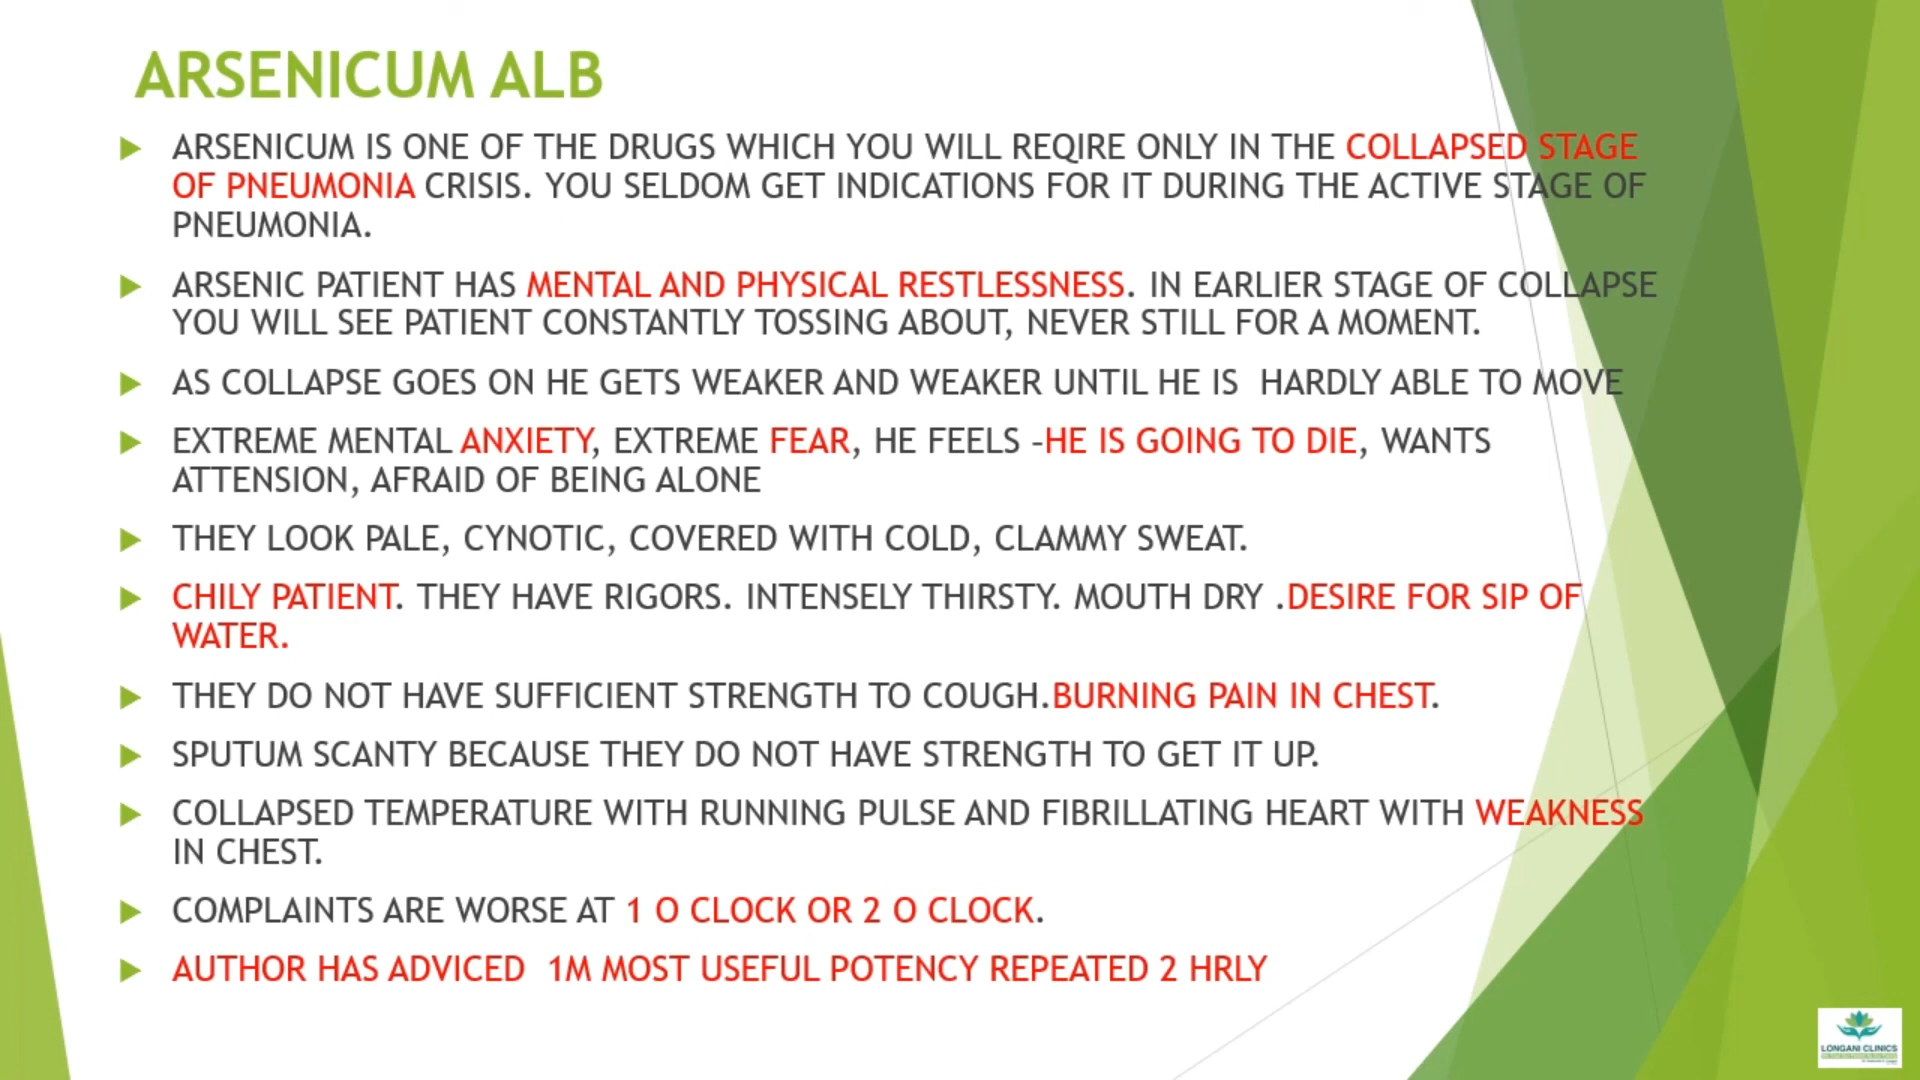 ARSENICUM ALB
ARSENICUM IS ONE OF THE DRUGS WHICH YOU WILL REQIRE ONLY IN THE COLLAPSED STAGE
OF PNEUMONIA CRISIS. YOU SELDOM GET INDICATIONS FOR IT DURING THE ACTIVE STAGE OF
PNEUMONIA.
ARSENIC PATIENT HAS MENTAL AND PHYSICAL RESTLESSNESS. IN EARLIER STAGE OF COLLAPSE
YOU WILL SEE PATIENT CONSTANTLY TOSSING ABOUT, NEVER STILL FOR A MOMENT.
AS COLLAPSE GOES ON HE GETS WEAKER AND WEAKER UNTIL HE IS  HARDLY ABLE TO MOVE
EXTREME MENTAL ANXIETY, EXTREME FEAR, HE FEELS –HE IS GOING TO DIE, WANTS
ATTENSION, AFRAID OF BEING ALONE
THEY LOOK PALE, CYNOTIC, COVERED WITH COLD, CLAMMY SWEAT.
CHILY PATIENT. THEY HAVE RIGORS. INTENSELY THIRSTY. MOUTH DRY .DESIRE FOR SIP OF
WATER.
THEY DO NOT HAVE SUFFICIENT STRENGTH TO COUGH.BURNING PAIN IN CHEST.
SPUTUM SCANTY BECAUSE THEY DO NOT HAVE STRENGTH TO GET IT UP.
COLLAPSED TEMPERATURE WITH RUNNING PULSE AND FIBRILLATING HEART WITH WEAKNESS
IN CHEST.
COMPLAINTS ARE WORSE AT 1 O CLOCK OR 2 O CLOCK.
AUTHOR HAS ADVICED  1M MOST USEFUL POTENCY REPEATED 2 HRLY
LONGANI CLINICS